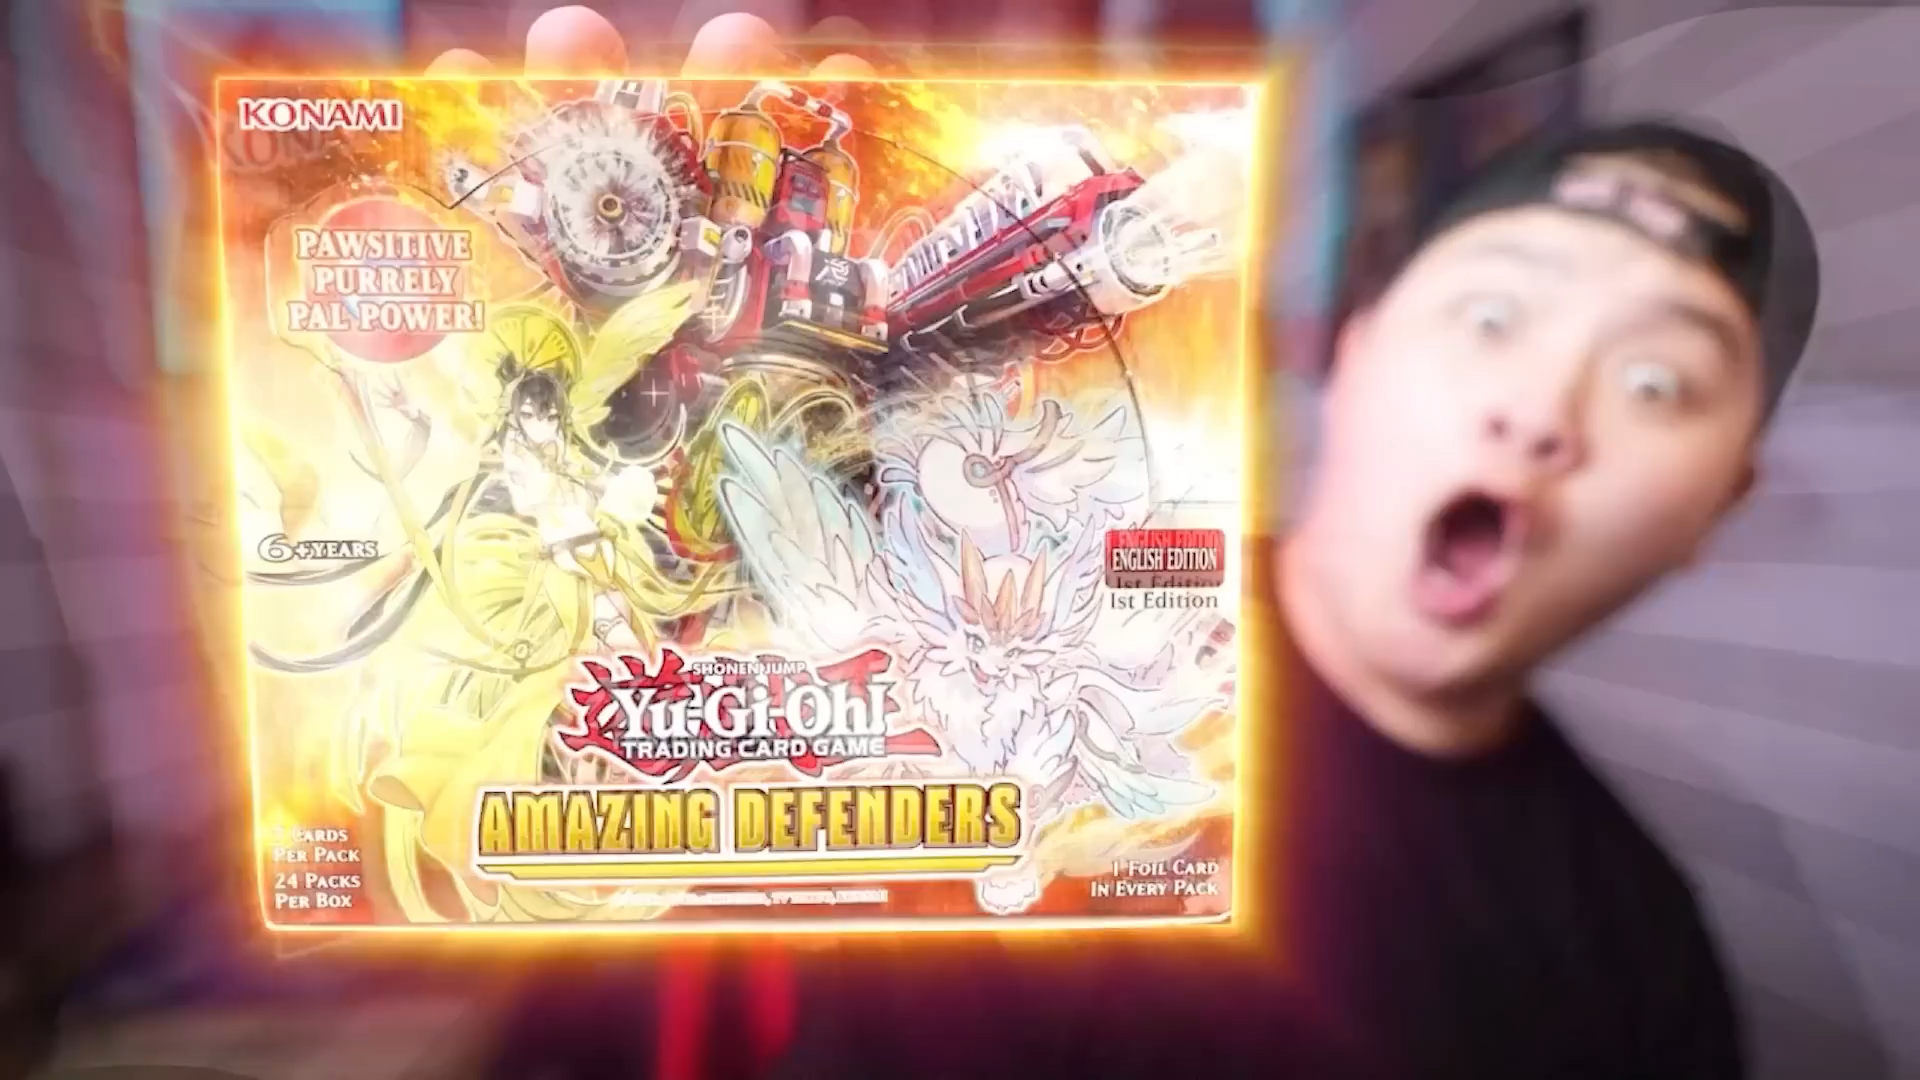 KONAMI
PAWSITIVE
PURRELY
PAL POWER!
6+YEARS
ENGLISH EDITION
1st Edition
SHONEN JUMP
Yu-Gi-Oh!
TRADING CARD GAME
AMAZING DEFENDERS
CARDS
PER PACK
24 PACKS
PER BOX
1 FOIL CARD
IN EVERY PACK